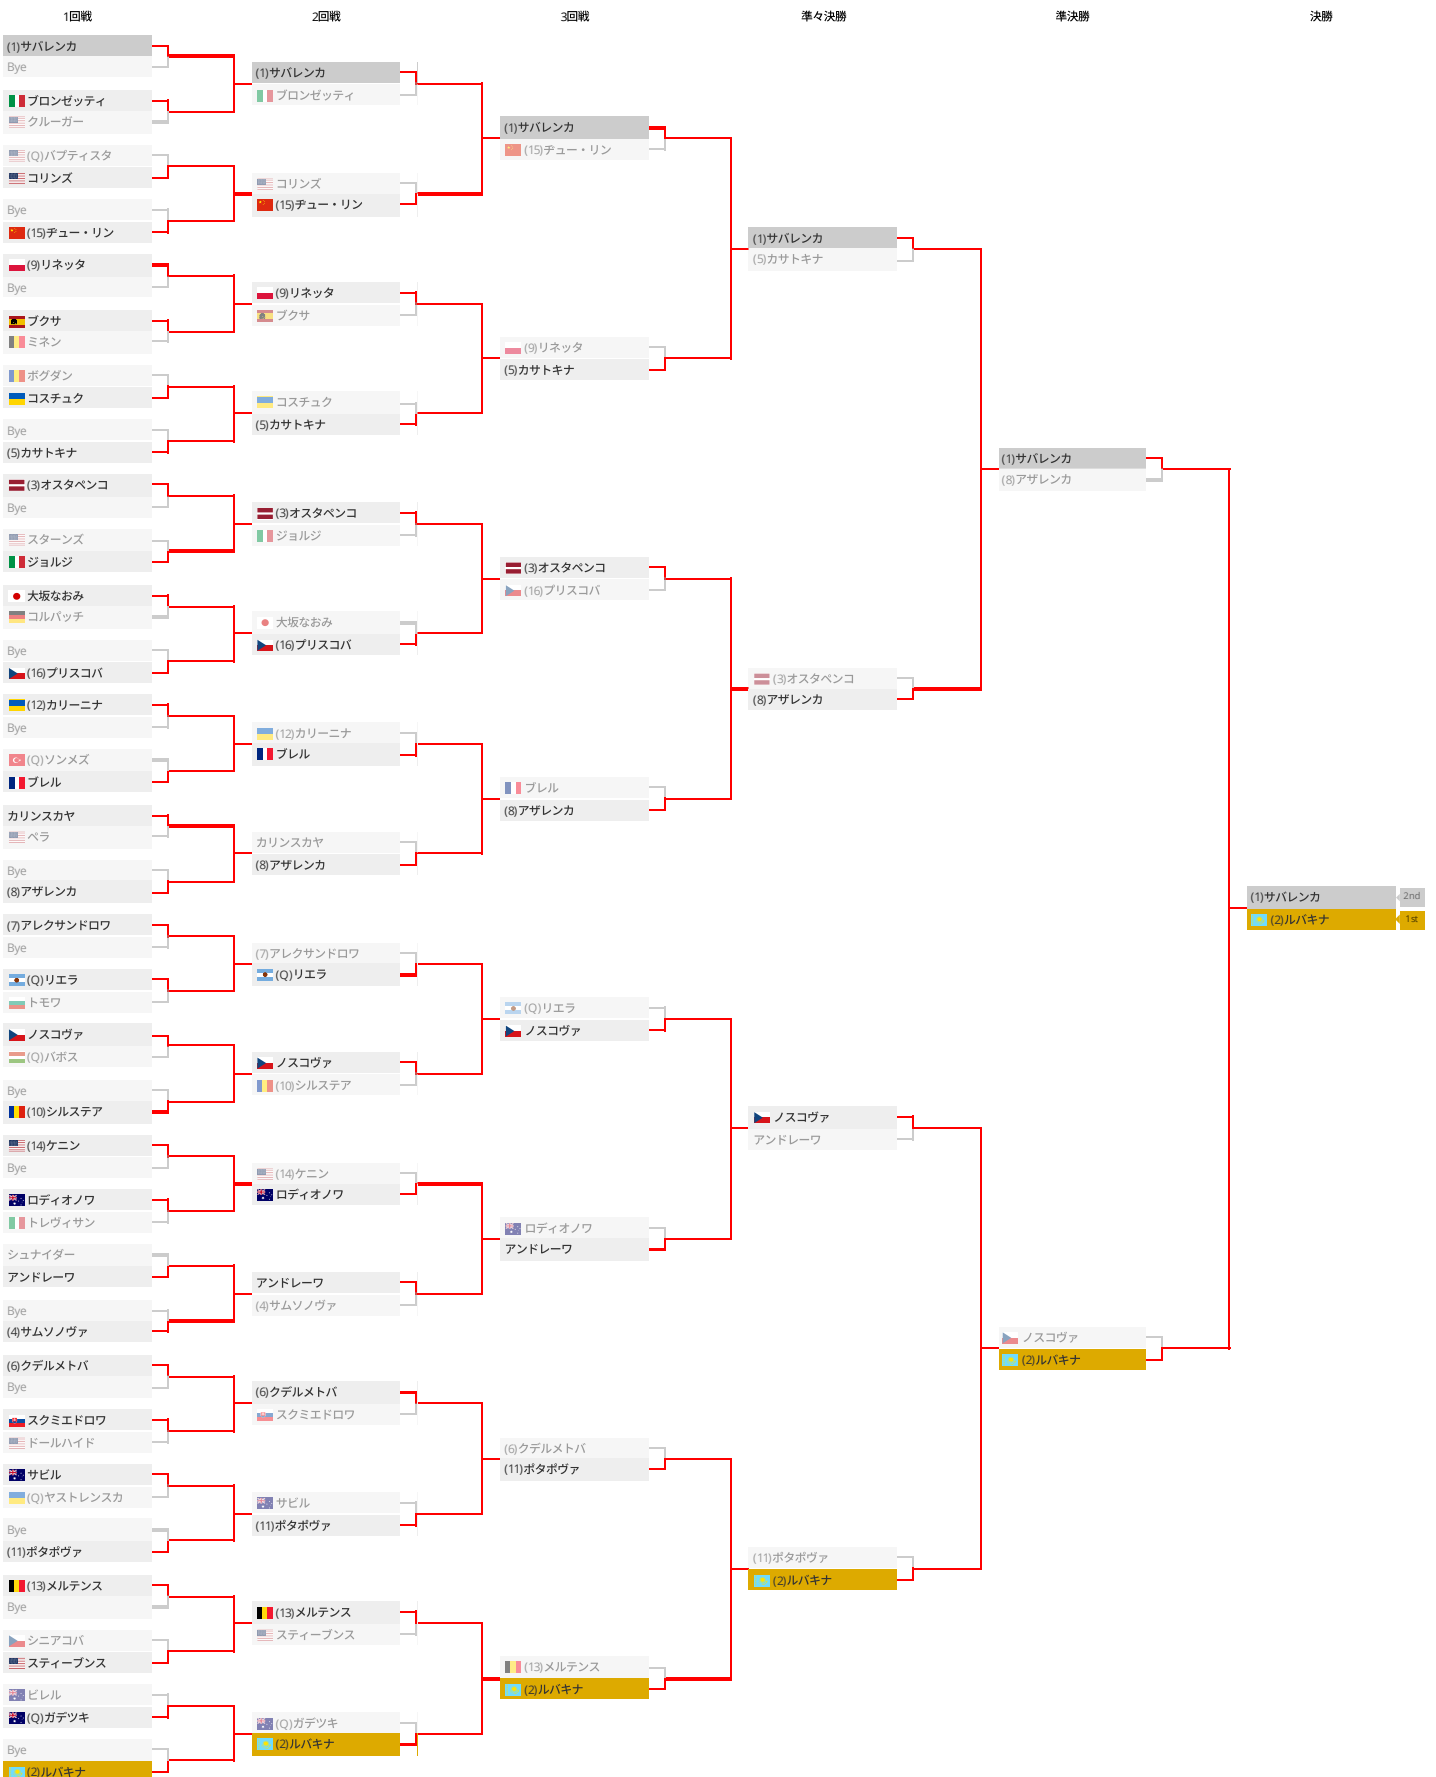 1回戦
2回戦
3回戦
準々決勝
準決勝
決勝
(1)サバレンカ
Bye
ブロンゼッティ
クルーガー
(Q)バプティスタ
コリンズ
Bye
(15)ヂュー・リン
(9)リネッタ
Bye
ブクサ
ミネン
ボグダン
コスチュク
Bye
(5)カサトキナ
(3)オスタペンコ
Bye
スターンズ
ジョルジ
大坂なおみ
コルパッチ
Bye
(16)プリスコバ
(12)カリーニナ
Bye
(Q)ソンメズ
ブレル
カリンスカヤ
ペラ
Bye
(8)アザレンカ
(7)アレクサンドロワ
Bye
(Q)リエラ
トモワ
ノスコヴァ
(Q)バボス
Bye
(10)シルステア
(14)ケニン
Bye
ロディオノワ
トレヴィサン
シュナイダー
アンドレーワ
Bye
(4)サムソノヴァ
(6)クデルメトバ
Bye
スクミエドロワ
ドールハイド
サビル
(Q)ヤストレンスカ
Bye
(11)ポタポヴァ
(13)メルテンス
Bye
シニアコバ
スティーブンス
ビレル
(Q)ガデツキ
Bye
(2)ルバキナ
(1)サバレンカ
ブロンゼッティ
コリンズ
(15)ヂュー・リン
(9)リネッタ
ブクサ
コスチュク
(5)カサトキナ
(3)オスタペンコ
ジョルジ
大坂なおみ
(16)プリスコバ
(12)カリーニナ
ブレル
カリンスカヤ
(8)アザレンカ
(7)アレクサンドロワ
(Q)リエラ
ノスコヴァ
(10)シルステア
(14)ケニン
ロディオノワ
アンドレーワ
(4)サムソノヴァ
(6)クデルメトバ
スクミエドロワ
サビル
(11)ポタポヴァ
(13)メルテンス
スティーブンス
(Q)ガデツキ
(2)ルバキナ
(1)サバレンカ
(15)ヂュー・リン
(9)リネッタ
(5)カサトキナ
(3)オスタペンコ
(16)プリスコバ
ブレル
(8)アザレンカ
(Q)リエラ
ノスコヴァ
ロディオノワ
アンドレーワ
(6)クデルメトバ
(11)ポタポヴァ
(13)メルテンス
(2)ルバキナ
(1)サバレンカ
(5)カサトキナ
(3)オスタペンコ
(8)アザレンカ
ノスコヴァ
アンドレーワ
(11)ポタポヴァ
(2)ルバキナ
(1)サバレンカ
(8)アザレンカ
ノスコヴァ
(2)ルバキナ
(1)サバレンカ 2nd
(2)ルバキナ 1st